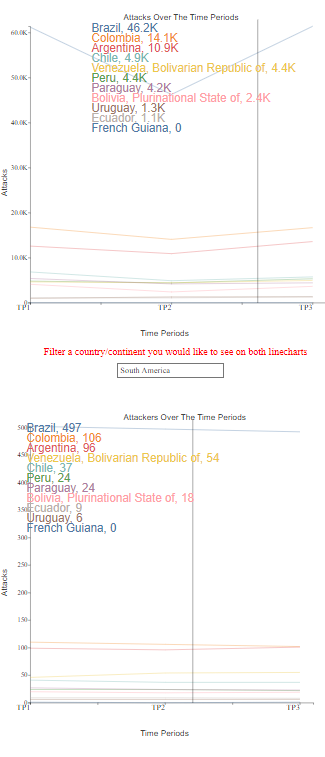 Attacks Over The Time Periods
60.0K
Brazil, 46.2K
Colombia, 14.1K
Argentina, 10.9K
Chile, 4.9K
50.0K
Venezuela, Bolivarian Republic of, 4.4K
Peru, 4.4K
Paraguay, 4.2K
Bolivia, Plurinational State of, 2.4K
Uruguay, 1.3K
40.0K
Ecuador, 1.1K
French Guiana, 0
30.0K
Attacks
20.0K
10.0K
0
TP1 TP2 TP3
Time Periods
Filter a country/continent you would like to see on both linecharts
South America
Attackers Over The Time Periods
500
Brazil, 497
Colombia, 106
Argentina, 96
450
Venezuela, Bolivarian Republic of, 54
Chile, 37
400
Peru, 24
Paraguay, 24
Bolivia, Plurinational State of, 18
350
Ecuador, 9
Uruguay, 6
French Guiana, 0
300
250
Attacks
200
150
100
50
0
TP1 TP2 TP3
Time Periods